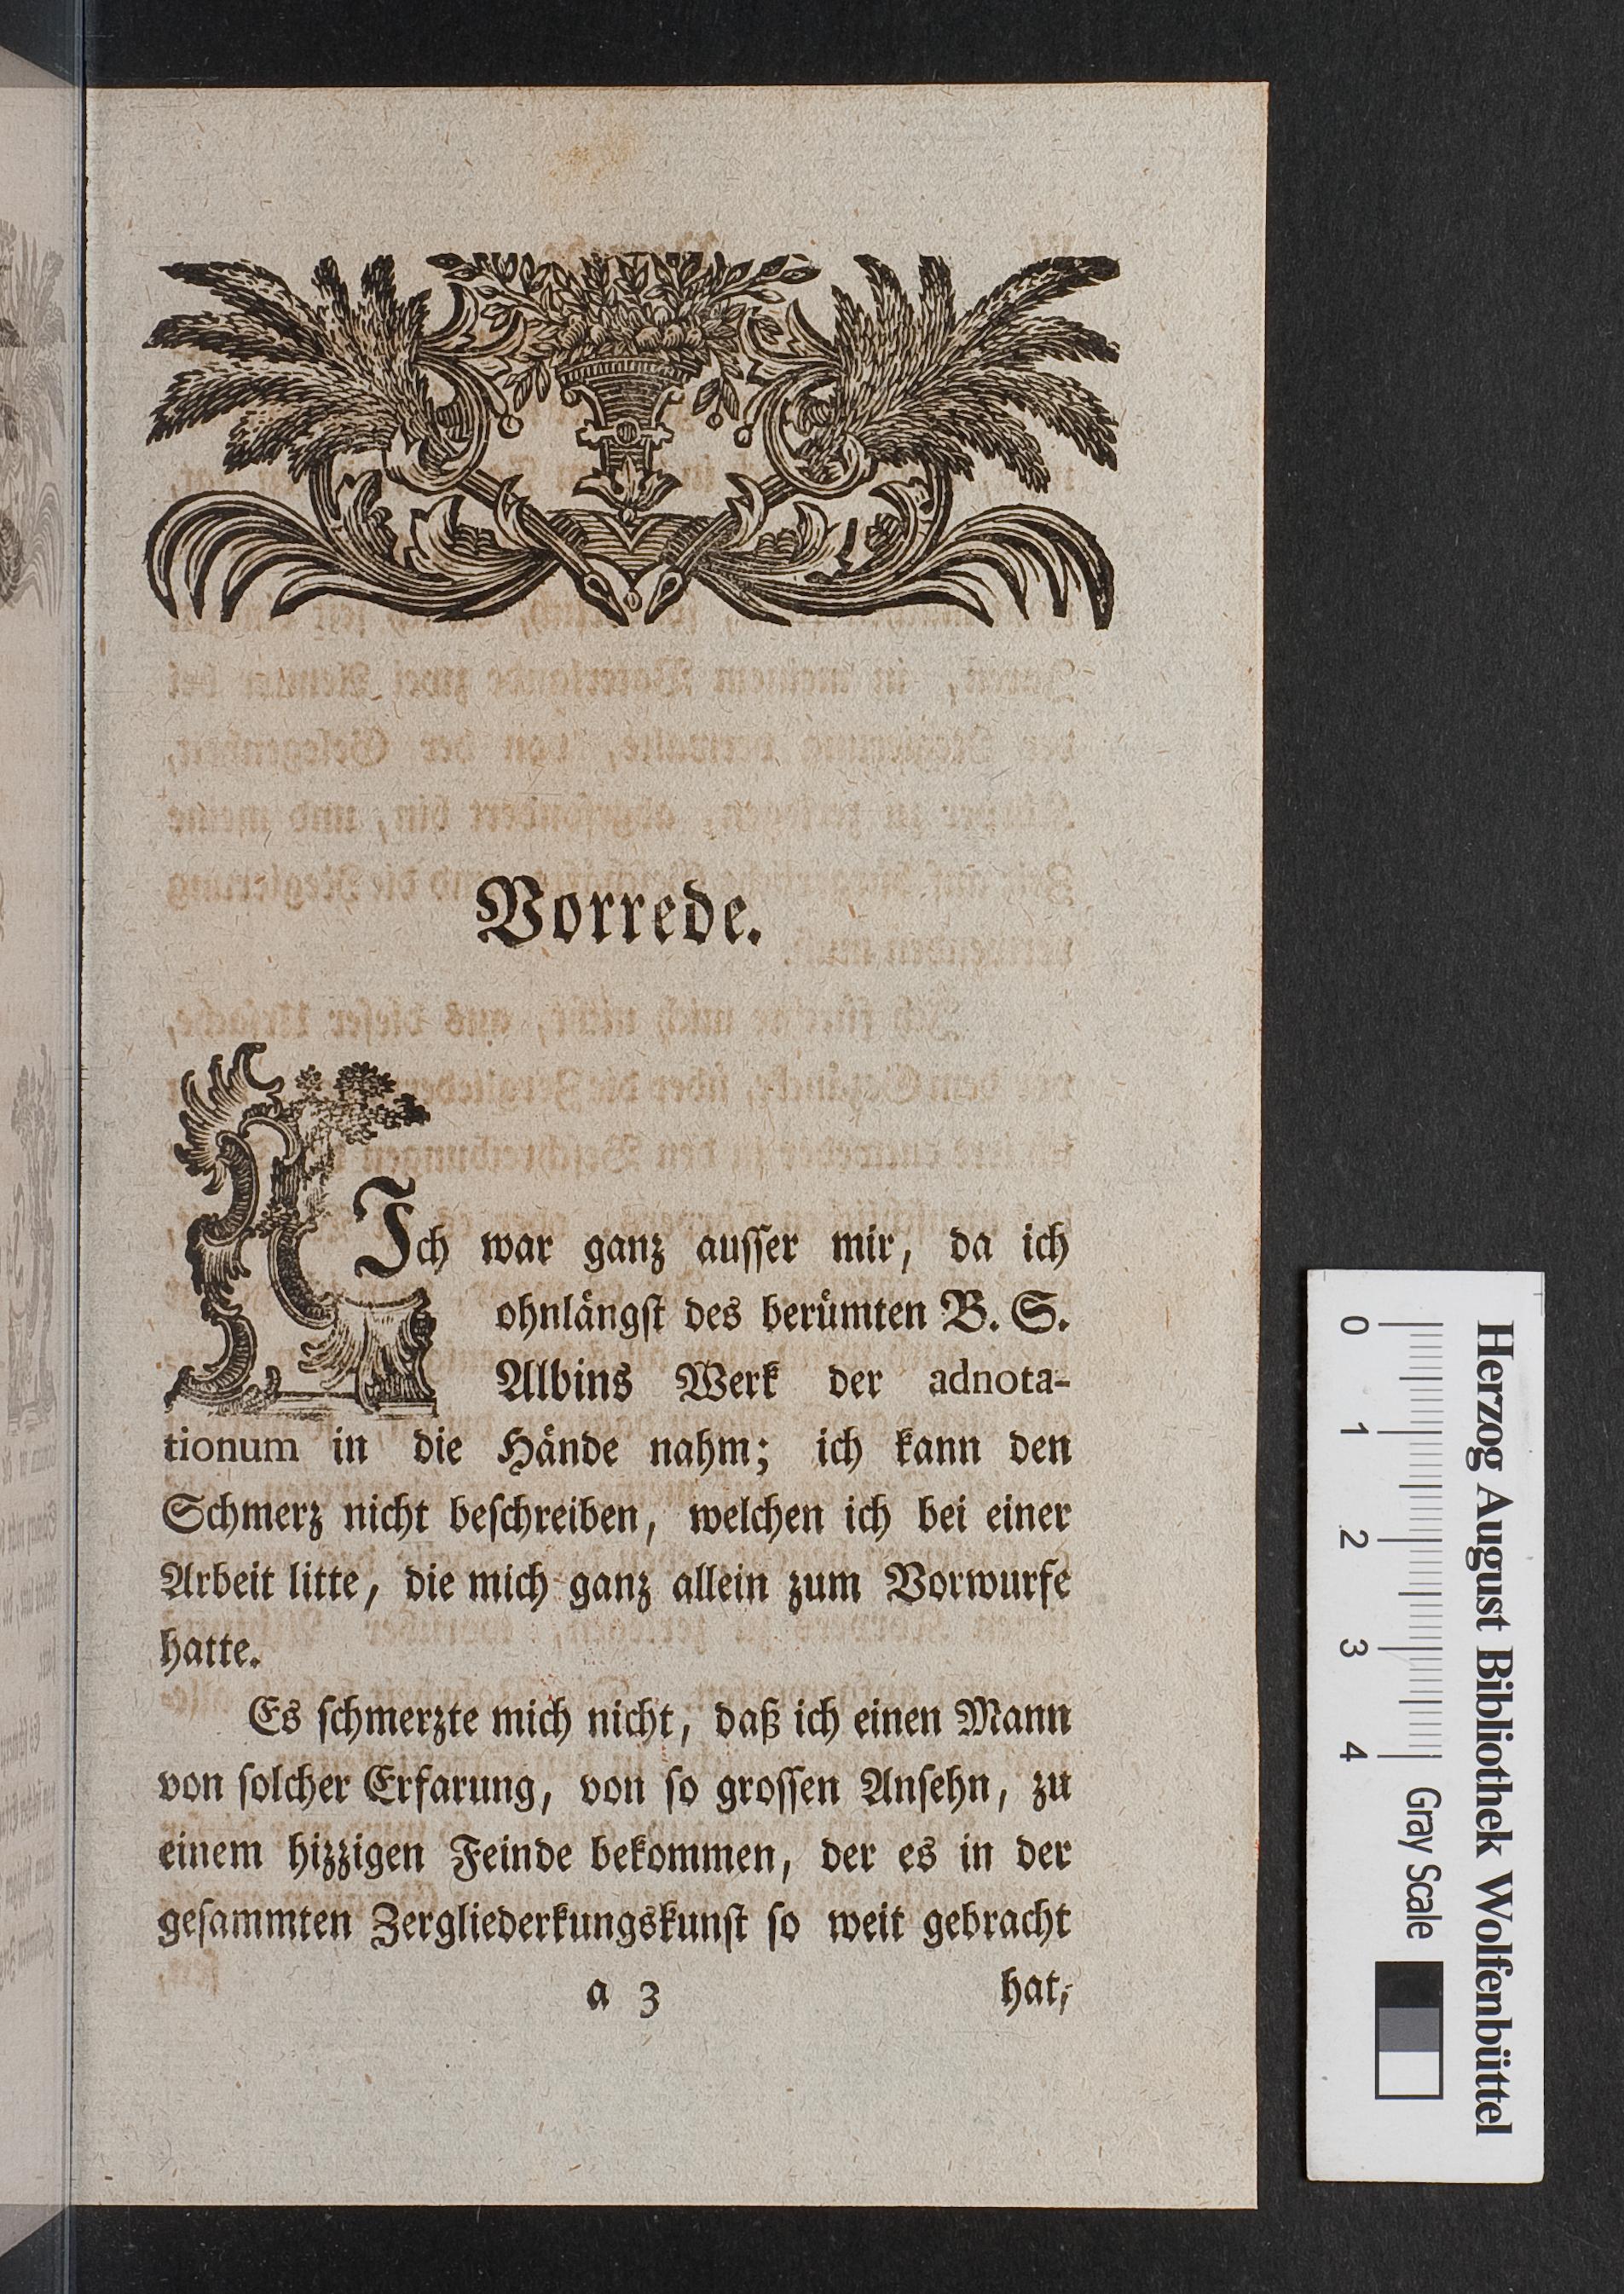 Vorrede.
Ich war ganz ausser mir, da ich
ohnlängst des berümten B. S.
Albins Werk der adnota-
tionum in die Hände nahm; ich kann den
Schmerz nicht beschreiben, welchen ich bei einer
Arbeit litte, die mich ganz allein zum Vorwurfe
hatte.
Es schmerzte mich nicht, daß ich einen Mann
von solcher Erfarung, von so grossen Ansehn, zu
einem hizzigen Feinde bekommen, der es in der
gesammten Zergliederkungskunst so weit gebracht
a 3 hat,
Herzog August Bibliothek Wolfenbüttel
0 1 2 3 4 Gray Scale